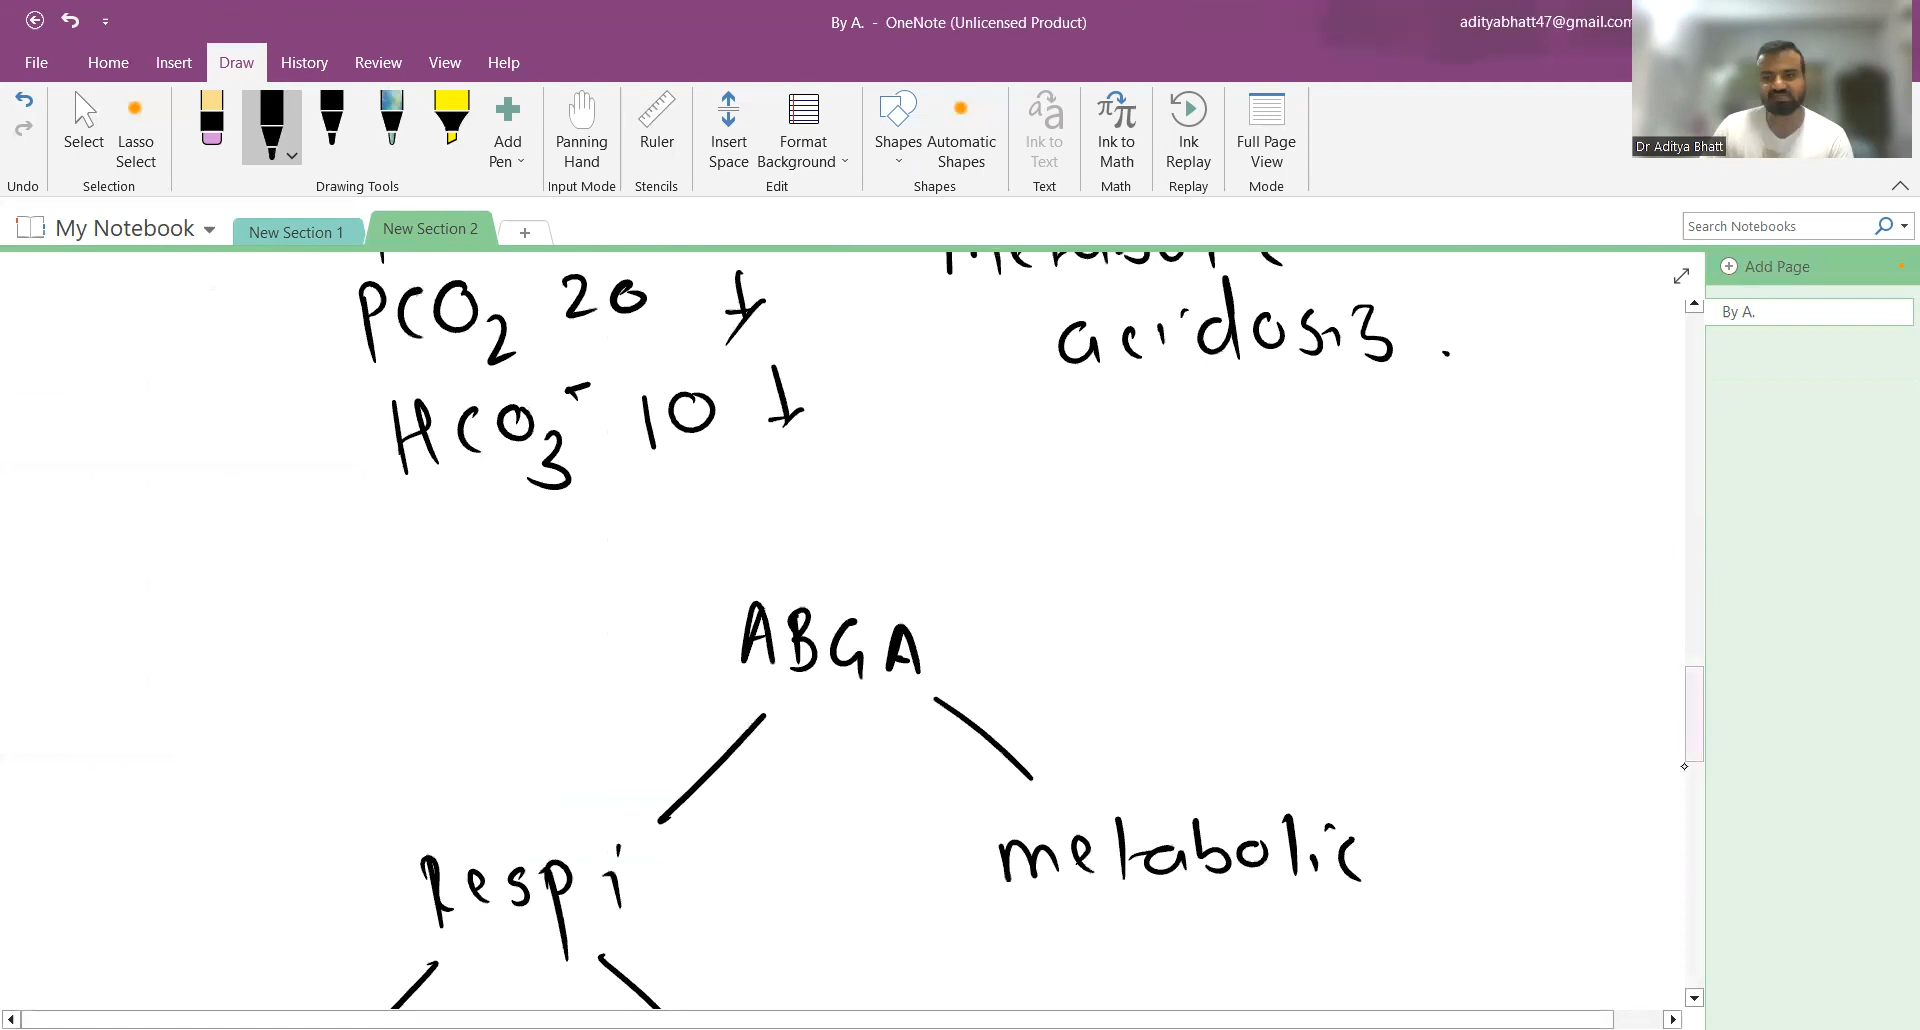 By A. - OneNote (Unlicensed Product)
adityabhatt47@gmail.com
File Home Insert Draw History Review View Help
Select
Lasso Select
Add Pen
Panning Hand
Ruler
Insert Space
Format Background
Shapes
Automatic Shapes
Ink to Text
Ink to Math
Ink Replay
Full Page View
Dr Aditya Bhatt
Undo Selection Drawing Tools Input Mode Stencils Edit Shapes Text Math Replay Mode
My Notebook New Section 1 New Section 2 Search Notebooks
Add Page
By A.
Metabolic
PCO2 20 ↓
acidosis.
HCO3- 10 ↓
ABGA
Respi metabolic